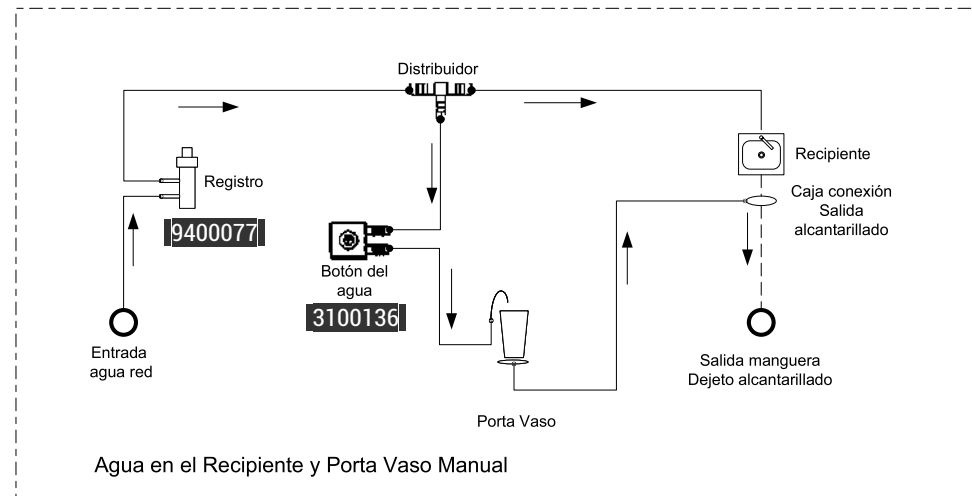 Distribuidor
Recipiente
Registro
Caja conexión
Salida
alcantarillado
9400077
Botón del
agua
3100136
Entrada
agua red
Salida manguera
Dejeto alcantarillado
Porta Vaso
Agua en el Recipiente y Porta Vaso Manual